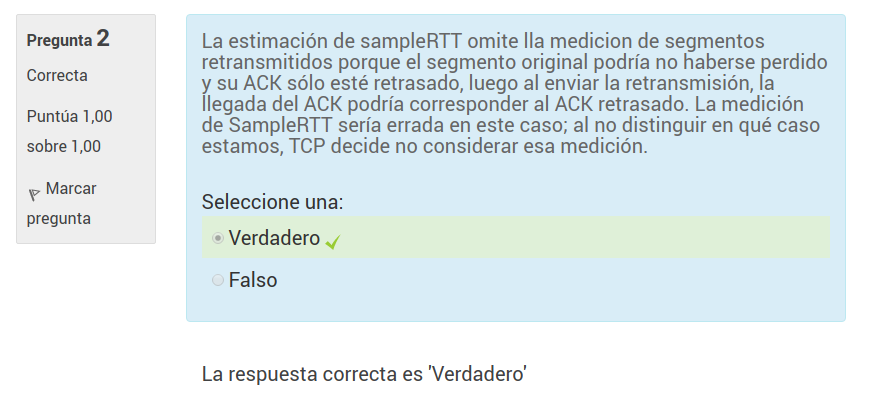 Pregunta 2
Correcta
Puntúa 1,00
sobre 1,00
Marcar
pregunta
La estimación de sampleRTT omite lla medicion de segmentos
retransmitidos porque el segmento original podría no haberse perdido
y su ACK sólo esté retrasado, luego al enviar la retransmisión, la
llegada del ACK podría corresponder al ACK retrasado. La medición
de SampleRTT sería errada en este caso; al no distinguir en qué caso
estamos, TCP decide no considerar esa medición.
Seleccione una:
Verdadero
Falso
La respuesta correcta es 'Verdadero'